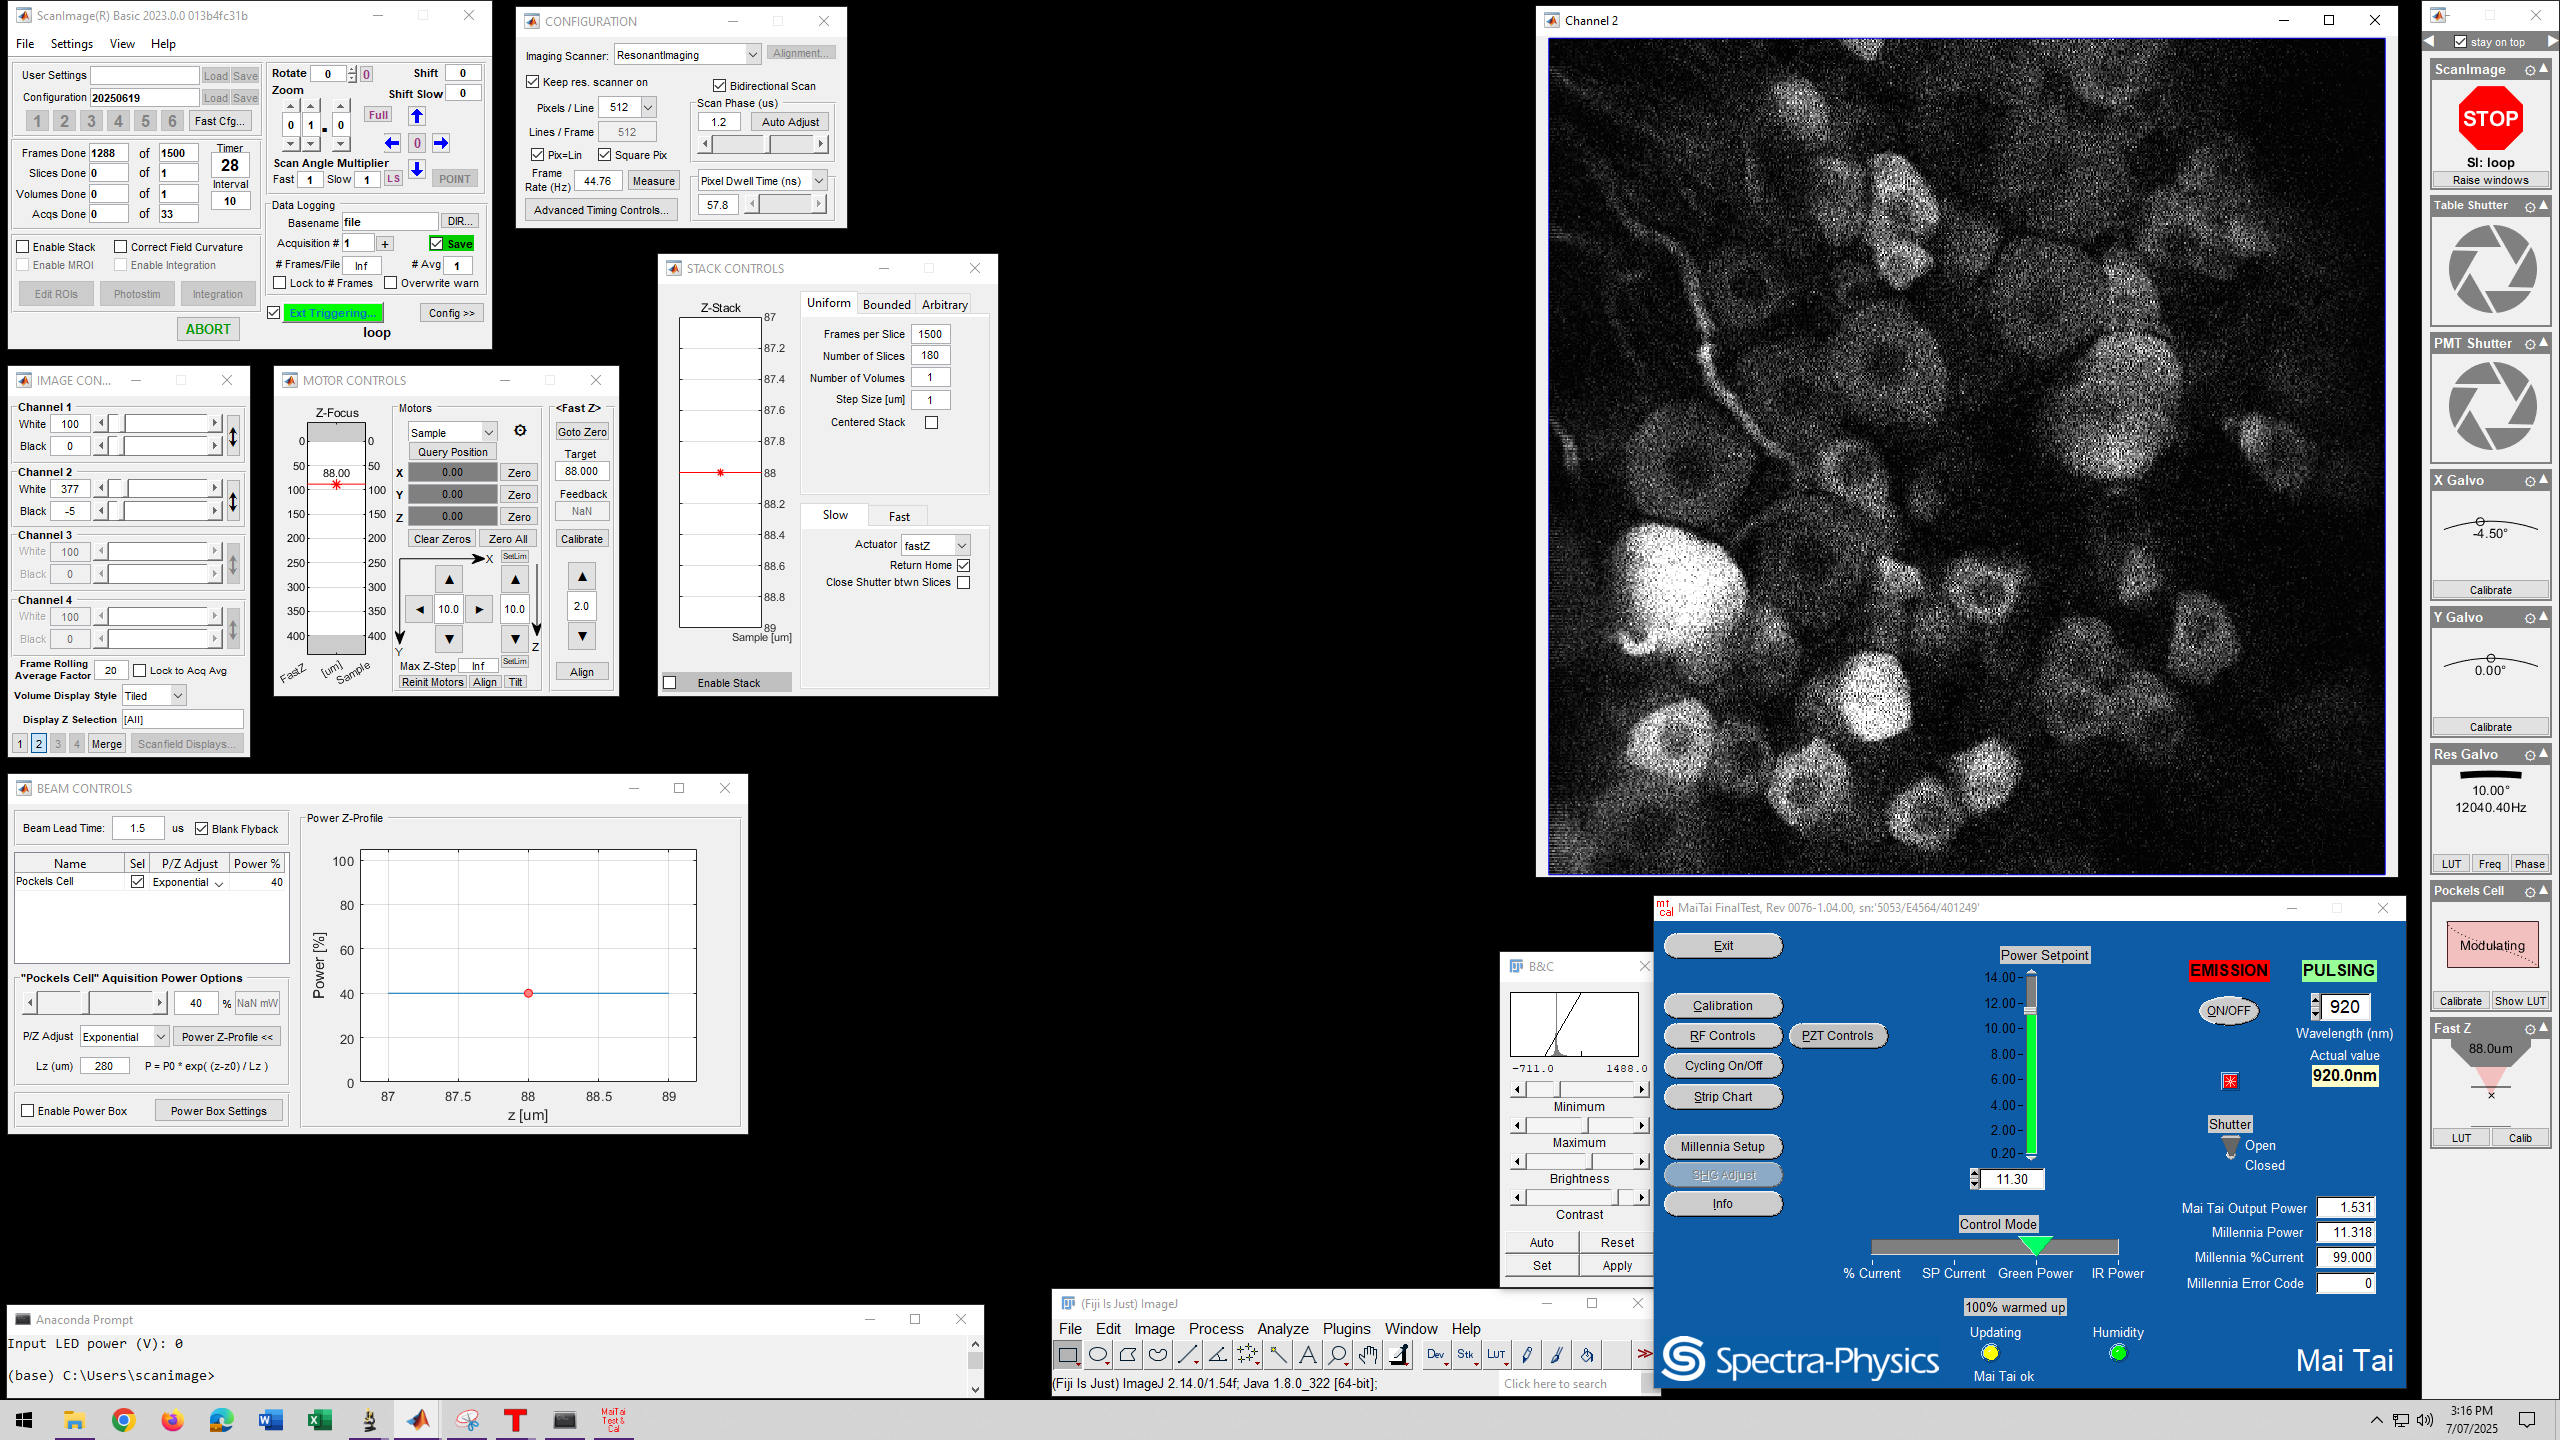 ScanImage(R) Basic 2023.0.0 013b4fc31b
File Settings View Help
User Settings Load Save
Configuration 20250619 Load Save
1 2 3 4 5 6 Fast Cfg...
Frames Done 1288 of 1500
Slices Done 0 of 1
Volumes Done 0 of 1
Acqs Done 0 of 33
Timer
28
Interval
10
Enable Stack Correct Field Curvature
Enable MROI Enable Integration
Edit ROIs Photostim Integration
ABORT
Rotate 0 0 Shift 0
Zoom Shift Slow 0
Full
0 1 . 0 0
Scan Angle Multiplier
Fast 1 Slow 1 LS POINT
Data Logging
Basename file DIR...
Acquisition # 1 + Save
# Frames/File Inf # Avg 1
Lock to # Frames Overwrite warn
Ext Triggering... Config >>
loop
CONFIGURATION
Imaging Scanner: ResonantImaging Alignment...
Keep res. scanner on Bidirectional Scan
Pixels / Line 512
Lines / Frame 512
Pix=Lin Square Pix
Frame
Rate (Hz) 44.76 Measure
Advanced Timing Controls...
Scan Phase (us)
1.2 Auto Adjust
Pixel Dwell Time (ns)
57.8
STACK CONTROLS
Z-Stack
87
87.2
87.4
87.6
87.8
88
88.2
88.4
88.6
88.8
89
Sample [um]
Enable Stack
Uniform Bounded Arbitrary
Frames per Slice 1500
Number of Slices 180
Number of Volumes 1
Step Size [um] 1
Centered Stack
Slow Fast
Actuator fastZ
Return Home
Close Shutter btwn Slices
IMAGE CON...
Channel 1
White 100
Black 0
Channel 2
White 377
Black -5
Channel 3
White 100
Black 0
Channel 4
White 100
Black 0
Frame Rolling
Average Factor 20 Lock to Acq Avg
Volume Display Style Tiled
Display Z Selection [All]
1 2 3 4 Merge Scanfield Displays...
MOTOR CONTROLS
Z-Focus
88.00
0 0
50 50
100 100
150 150
200 200
250 250
300 300
350 350
400 400
FastZ [um] Sample
Motors
Sample
Query Position
X 0.00 Zero
Y 0.00 Zero
Z 0.00 Zero
Clear Zeros Zero All
X SetLim
10.0 10.0
Y Z
Max Z-Step Inf SetLim
Reinit Motors Align Tilt
<Fast Z>
Goto Zero
Target
88.000
Feedback
NaN
Calibrate
2.0
Align
BEAM CONTROLS
Beam Lead Time: 1.5 us Blank Flyback
Name Sel P/Z Adjust Power %
Pockels Cell Exponential 40
"Pockels Cell" Aquisition Power Options
40 % NaN mW
P/Z Adjust Exponential Power Z-Profile <<
Lz (um) 280 P = P0 * exp( (z-z0) / Lz )
Enable Power Box Power Box Settings
Power Z-Profile
Power [%]
100
80
60
40
20
0
87 87.5 88 88.5 89
z [um]
Anaconda Prompt
Input LED power (V): 0
(base) C:\Users\scanimage>
Channel 2
B&C
-711.0 1488.0
Minimum
Maximum
Brightness
Contrast
Auto Reset
Set Apply
(Fiji Is Just) ImageJ
File Edit Image Process Analyze Plugins Window Help
A Dev Stk LUT >>
(Fiji Is Just) ImageJ 2.14.0/1.54f; Java 1.8.0_322 [64-bit]; Click here to search
mt cal MaiTai FinalTest, Rev 0076-1.04.00, sn:'5053/E4564/401249'
Exit
Calibration
RF Controls PZT Controls
Cycling On/Off
Strip Chart
Millennia Setup
SHG Adjust
Info
Power Setpoint
14.00
12.00
10.00
8.00
6.00
4.00
2.00
0.20
11.30
Control Mode
% Current SP Current Green Power IR Power
100% warmed up
Updating Humidity
Mai Tai ok
EMISSION PULSING
ON/OFF 920
Wavelength (nm)
Actual value
920.0nm
Shutter
Open
Closed
Mai Tai Output Power 1.531
Millennia Power 11.318
Millennia %Current 99.000
Millennia Error Code 0
Spectra-Physics
Mai Tai
stay on top
ScanImage
STOP
SI: loop
Raise windows
Table Shutter
PMT Shutter
X Galvo
-4.50°
Calibrate
Y Galvo
0.00°
Calibrate
Res Galvo
10.00°
12040.40Hz
LUT Freq Phase
Pockels Cell
Modulating
Calibrate Show LUT
Fast Z
88.0um
LUT Calib
MaiTai
Test &
Cal
3:16 PM
7/07/2025